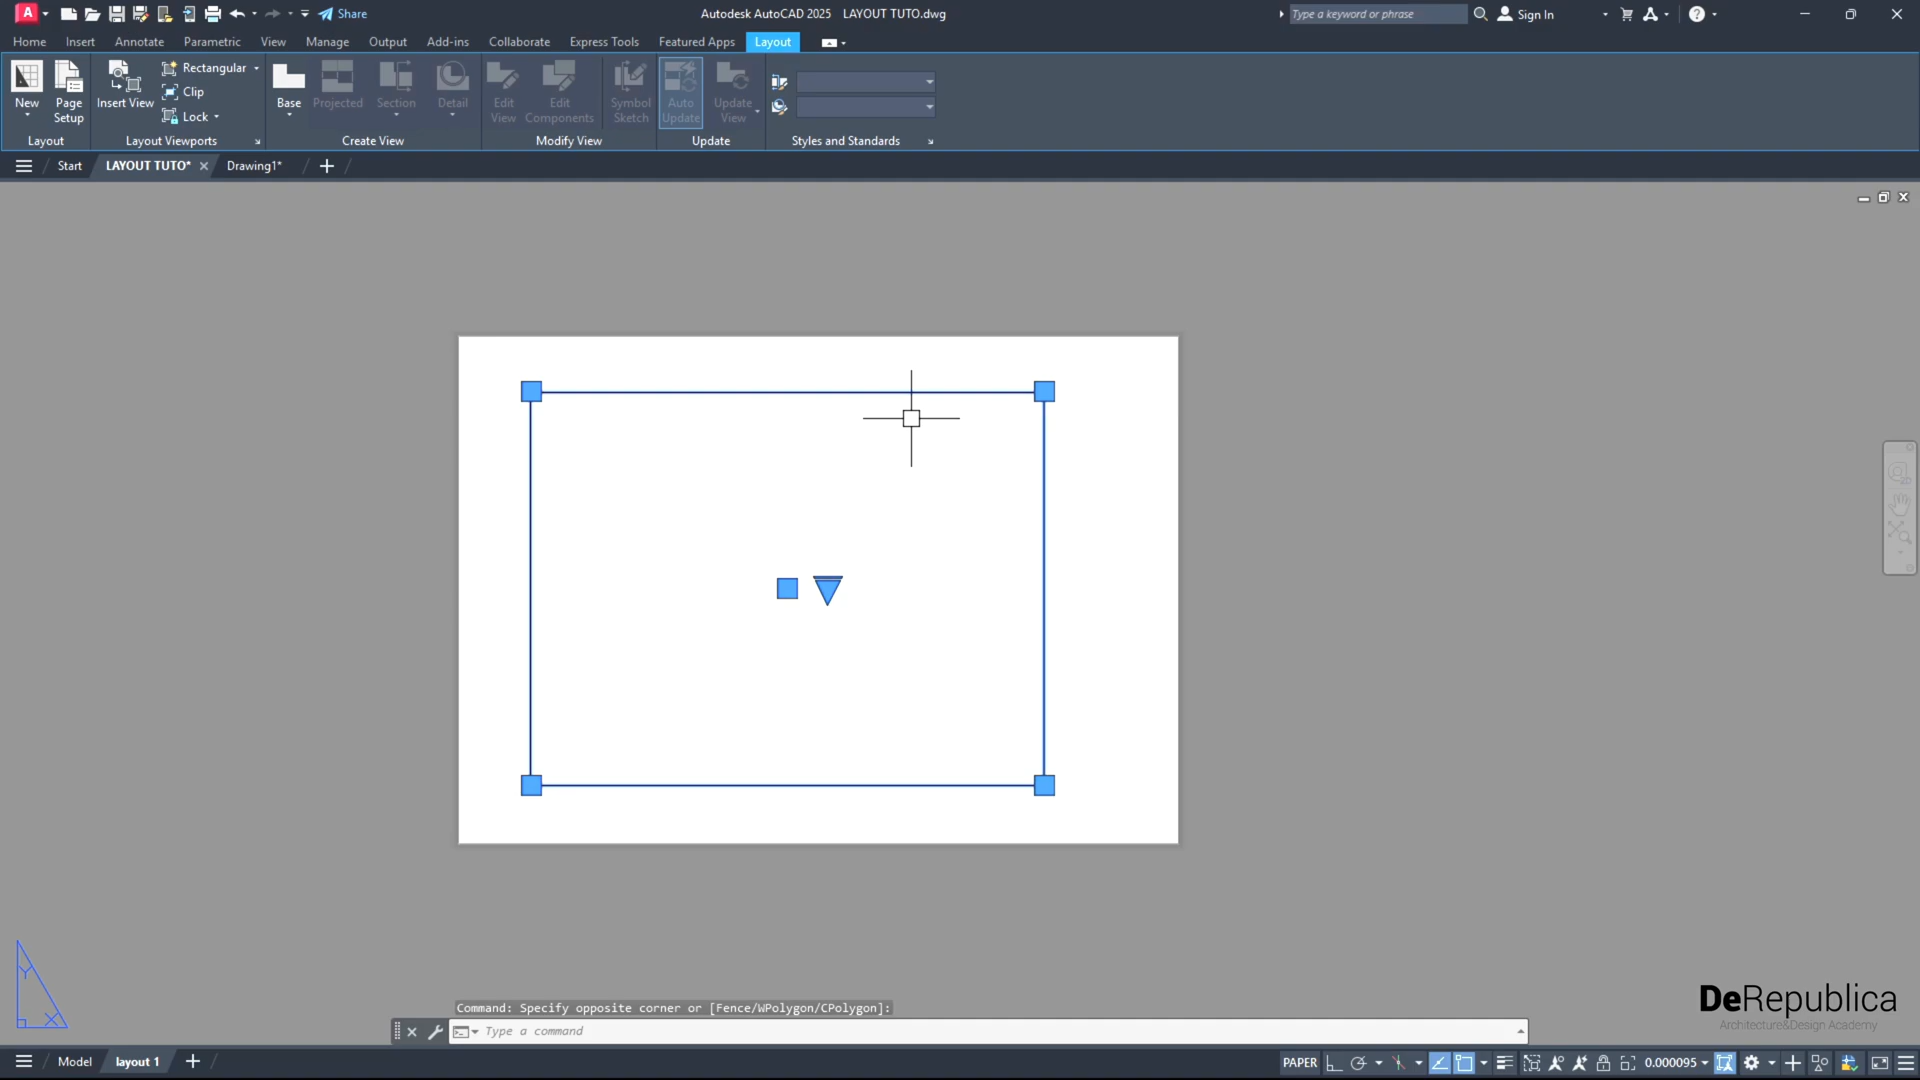 Share
Autodesk AutoCAD 2025 LAYOUT TUTO.dwg
Type a keyword or phrase
Sign In
Home Insert Annotate Parametric View Manage Output Add-ins Collaborate Express Tools Featured Apps Layout
New
Page
Setup
Insert View
Rectangular
Clip
Lock
Base
Projected
Section
Detail
Edit
View
Edit
Components
Symbol
Sketch
Auto
Update
Update
View
Layout
Layout Viewports
Create View
Modify View
Update
Styles and Standards
Start
LAYOUT TUTO*
Drawing1*
Y
X
Command: Specify opposite corner or [Fence/WPolygon/CPolygon]:
Type a command
DeRepublica
Architecture&Design Academy
Model
layout 1
PAPER
0.000095